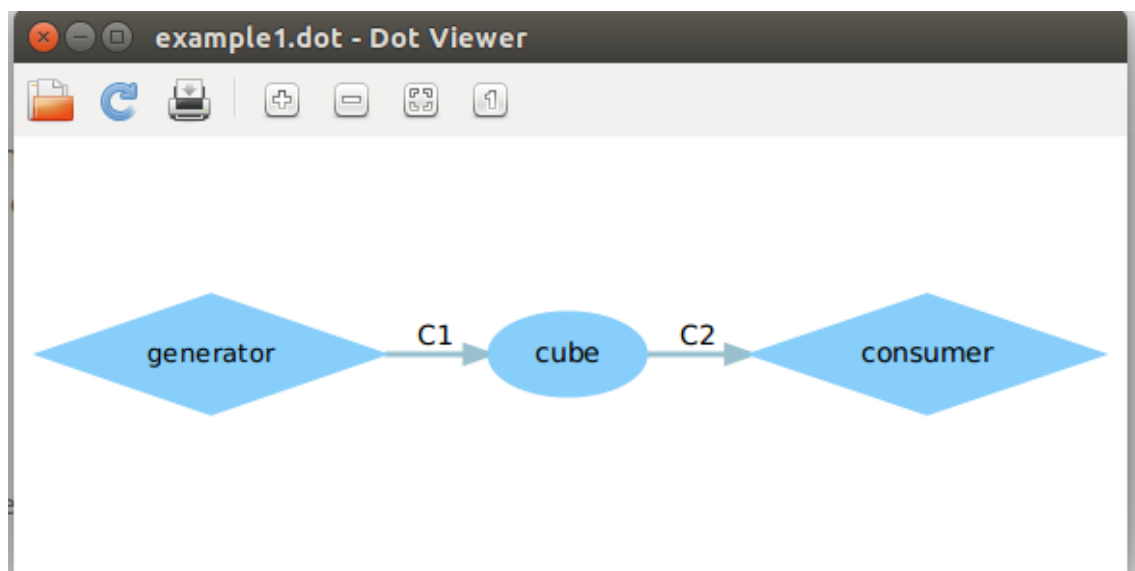 example1.dot - Dot Viewer
generator
C1
cube
C2
consumer